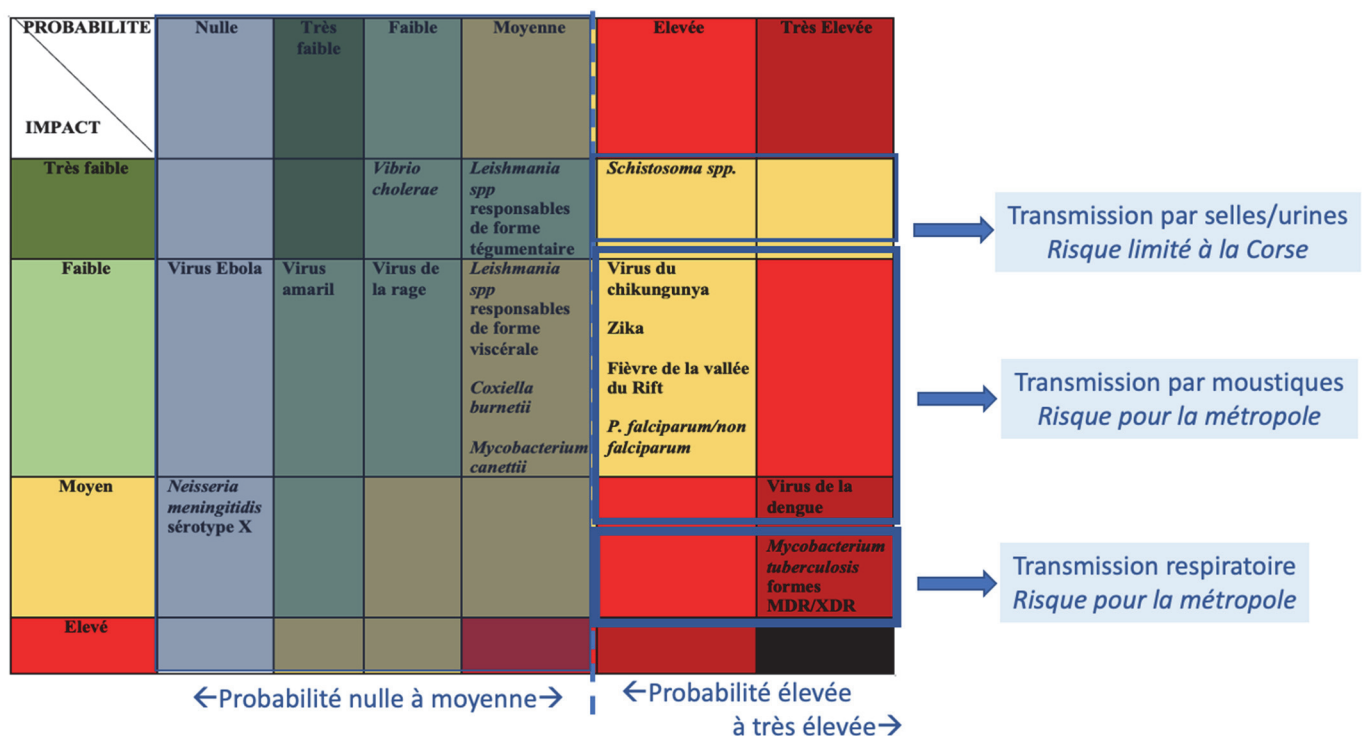 PROBABILITE
IMPACT
Nulle
Très
faible
Faible
Moyenne
Elevée
Très Elevée
Très faible
Vibrio
cholerae
Leishmania
spp
responsables
de forme
tégumentaire
Schistosoma spp.
Faible
Virus Ebola
Virus
amaril
Virus de
la rage
Leishmania
spp
responsables
de forme
viscérale
Coxiella
burnetii
Mycobacterium
canettii
Virus du
chikungunya
Zika
Fièvre de la vallée
du Rift
P. falciparum/non
falciparum
Moyen
Neisseria
meningitidis
sérotype X
Virus de la
dengue
Mycobacterium
tuberculosis
formes
MDR/XDR
Elevé
Transmission par selles/urines
Risque limité à la Corse
Transmission par moustiques
Risque pour la métropole
Transmission respiratoire
Risque pour la métropole
←Probabilité nulle à moyenne→
←Probabilité élevée
à très élevée→